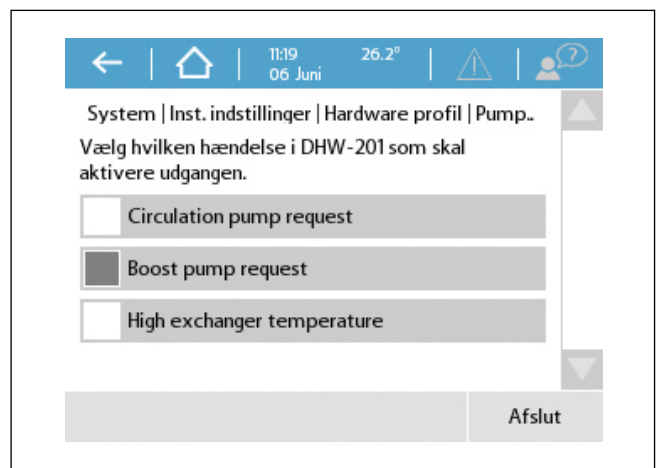 11:19 26.2°
06 Juni
?
System | Inst. indstillinger | Hardware profil | Pump..
Vælg hvilken hændelse i DHW-201 som skal
aktivere udgangen.
Circulation pump request
Boost pump request
High exchanger temperature
Afslut